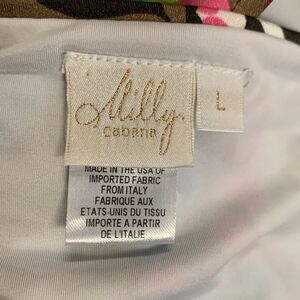 Milly
cabana
L
MADE IN THE USA OF
IMPORTED FABRIC
FROM ITALY
FABRIQUE AUX
ETATS-UNIS DU TISSU
IMPORTE A PARTIR
DE L'ITALIE